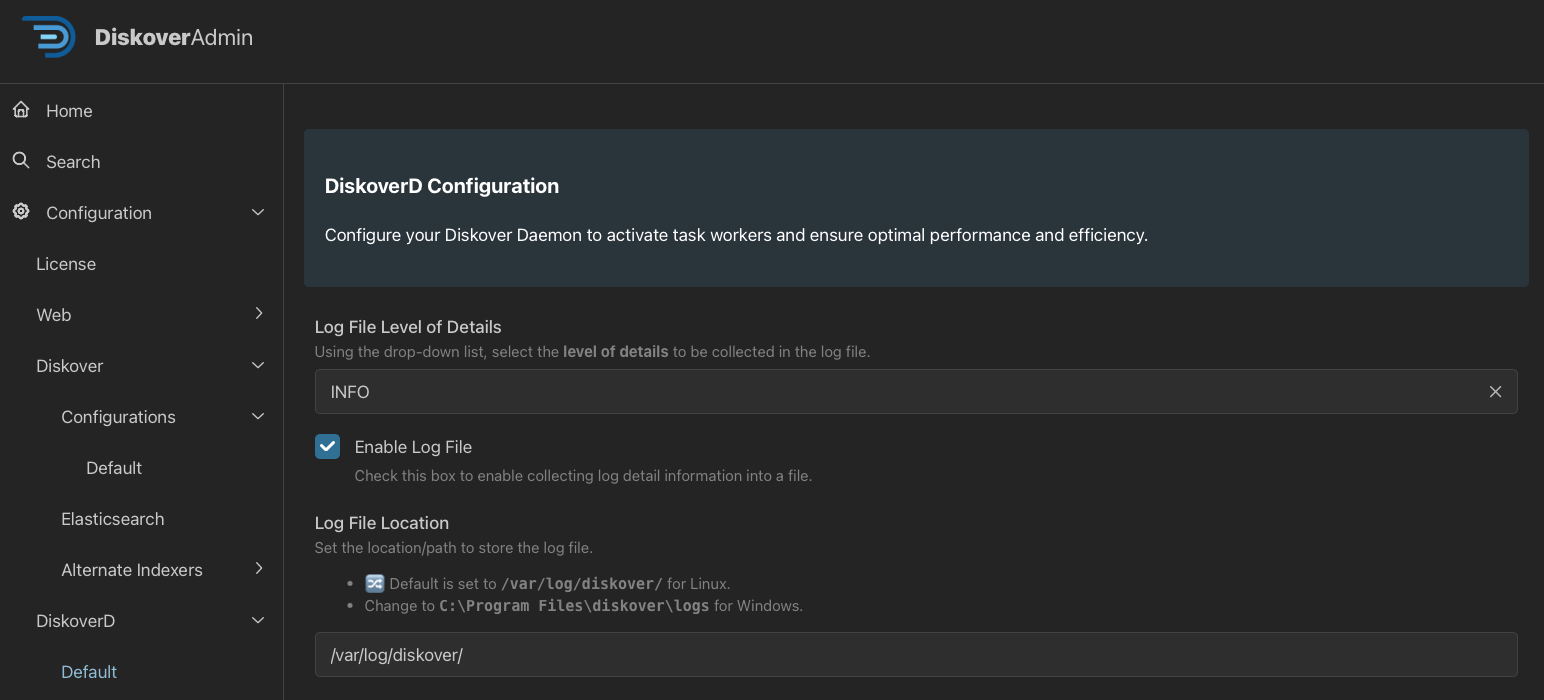 DiskoverAdmin
Home
Search
Configuration
License
Web
Diskover
Configurations
Default
Elasticsearch
Alternate Indexers
DiskoverD
Default
DiskoverD Configuration
Configure your Diskover Daemon to activate task workers and ensure optimal performance and efficiency.
Log File Level of Details
Using the drop-down list, select the level of details to be collected in the log file.
INFO
Enable Log File
Check this box to enable collecting log detail information into a file.
Log File Location
Set the location/path to store the log file.
• 🔀 Default is set to /var/log/diskover/ for Linux.
• Change to C:\Program Files\diskover\logs for Windows.
/var/log/diskover/